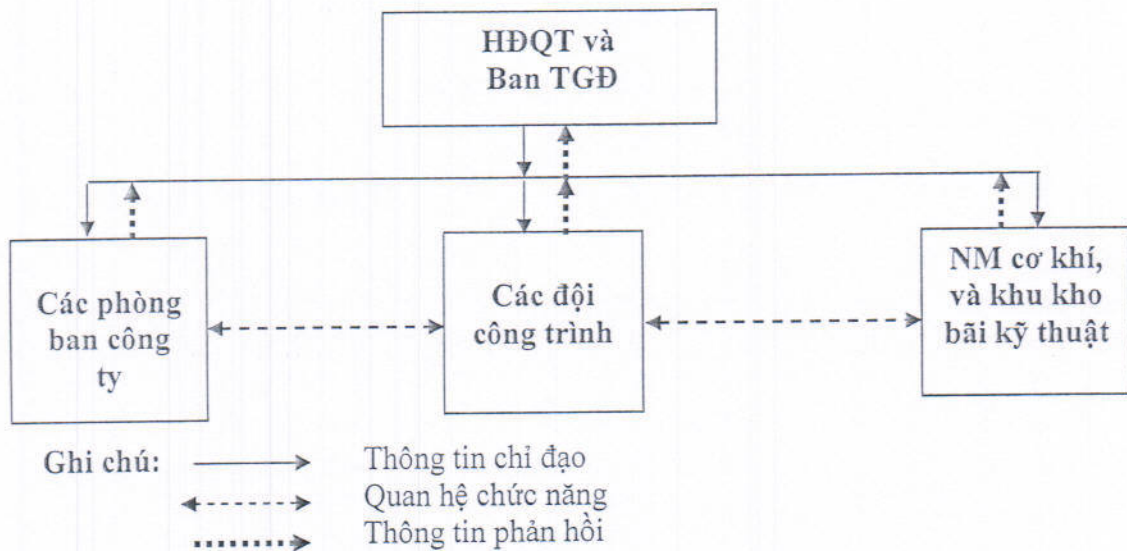 HĐQT và
Ban TGĐ
Các phòng
ban công
ty
Các đội
công trình
NM cơ khí,
và khu kho
bãi kỹ thuật
Ghi chú:
Thông tin chỉ đạo
Quan hệ chức năng
Thông tin phản hồi